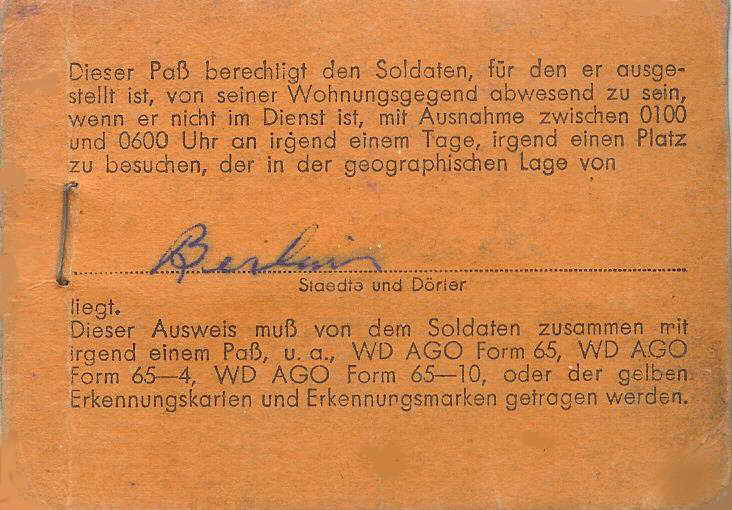 Dieser Paß berechtigt den Soldaten, für den er ausge-
stellt ist, von seiner Wohnungsgegend abwesend zu sein,
wenn er nicht im Dienst ist, mit Ausnahme zwischen 0100
und 0600 Uhr an irgend einem Tage, irgend einen Platz
zu besuchen, der in der geographischen Lage von
Berlin
Staedte und Dörfer
liegt.
Dieser Ausweis muß von dem Soldaten zusammen mit
irgend einem Paß, u. a., WD AGO Form 65, WD AGO
Form 65—4, WD AGO Form 65—10, oder der gelben
Erkennungskarten und Erkennungsmarken getragen werden.